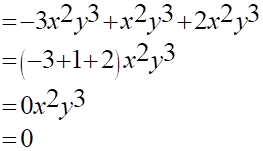 =-3x²y³+x²y³+2x²y³
=(-3+1+2)x²y³
=0x²y³
=0